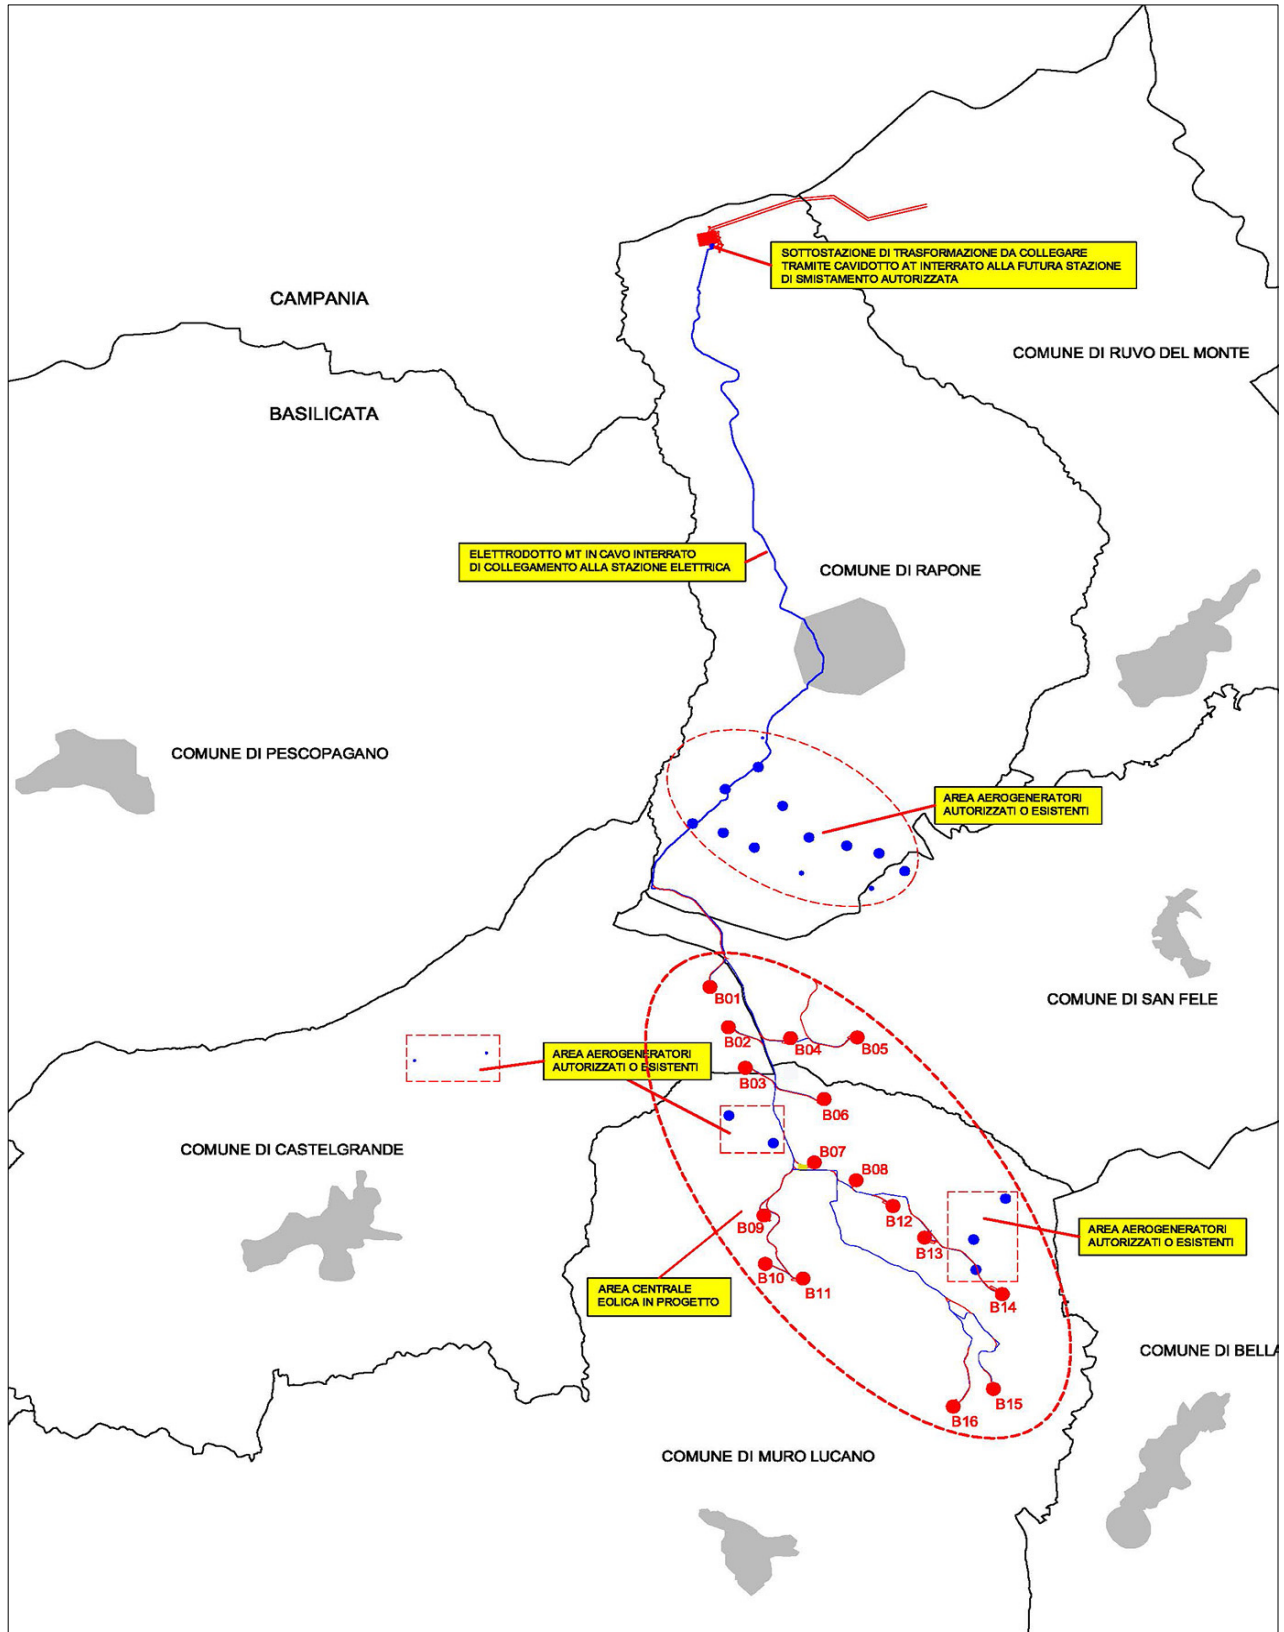 SOTTOSTAZIONE DI TRASFORMAZIONE DA COLLEGARE
TRAMITE CAVIDOTTO AT INTERRATO ALLA FUTURA STAZIONE
DI SMISTAMENTO AUTORIZZATA
CAMPANIA
COMUNE DI RUVO DEL MONTE
BASILICATA
ELETTRODOTTO MT IN CAVO INTERRATO
DI COLLEGAMENTO ALLA STAZIONE ELETTRICA
COMUNE DI RAPONE
COMUNE DI PESCOPAGANO
AREA AEROGENERATORI
AUTORIZZATI O ESISTENTI
B01
COMUNE DI SAN FELE
B02
B04
B05
AREA AEROGENERATORI
AUTORIZZATI O ESISTENTI
B03
B06
COMUNE DI CASTELGRANDE
B07
B08
B12
B09
B13
AREA AEROGENERATORI
AUTORIZZATI O ESISTENTI
B10
B11
AREA CENTRALE
EOLICA IN PROGETTO
B14
COMUNE DI BELLA
B15
B16
COMUNE DI MURO LUCANO